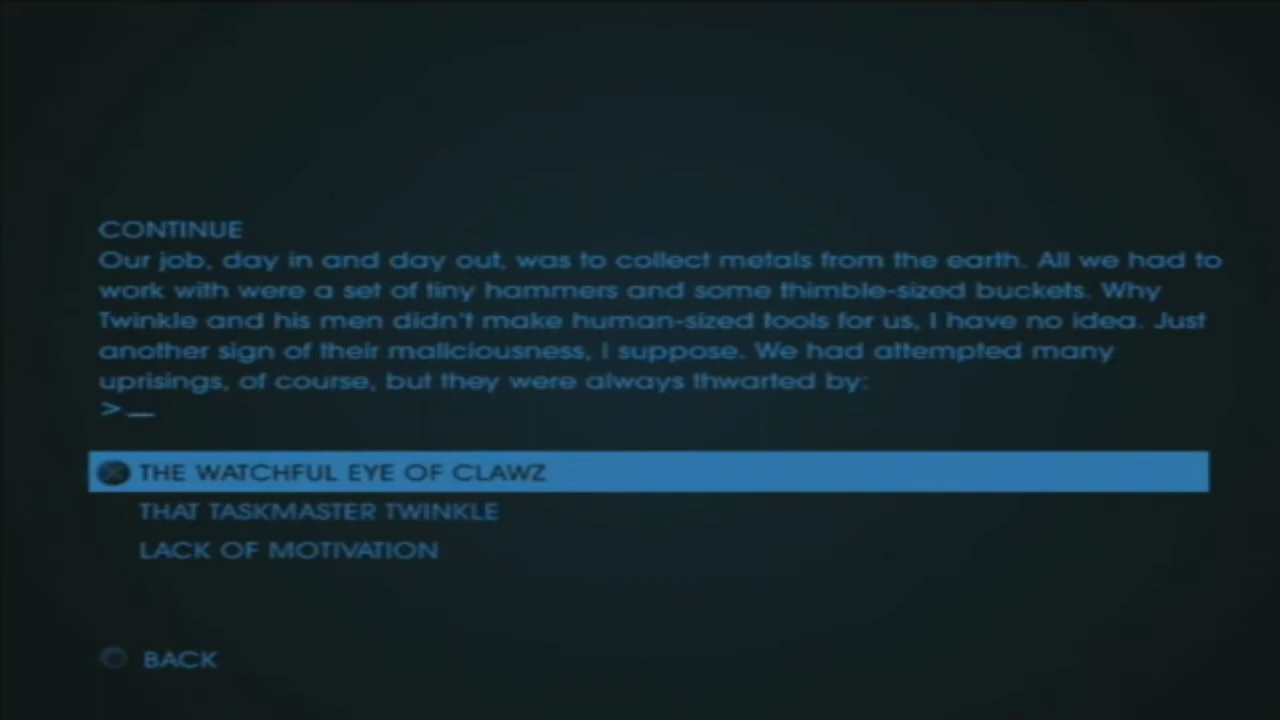 CONTINUE
Our job, day in and day out, was to collect metals from the earth. All we had to
work with were a set of tiny hammers and some thimble-sized buckets. Why
Twinkle and his men didn't make human-sized tools for us, I have no idea. Just
another sign of their maliciousness, I suppose. We had attempted many
uprisings, of course, but they were always thwarted by:
>_
THE WATCHFUL EYE OF CLAWZ
THAT TASKMASTER TWINKLE
LACK OF MOTIVATION
BACK